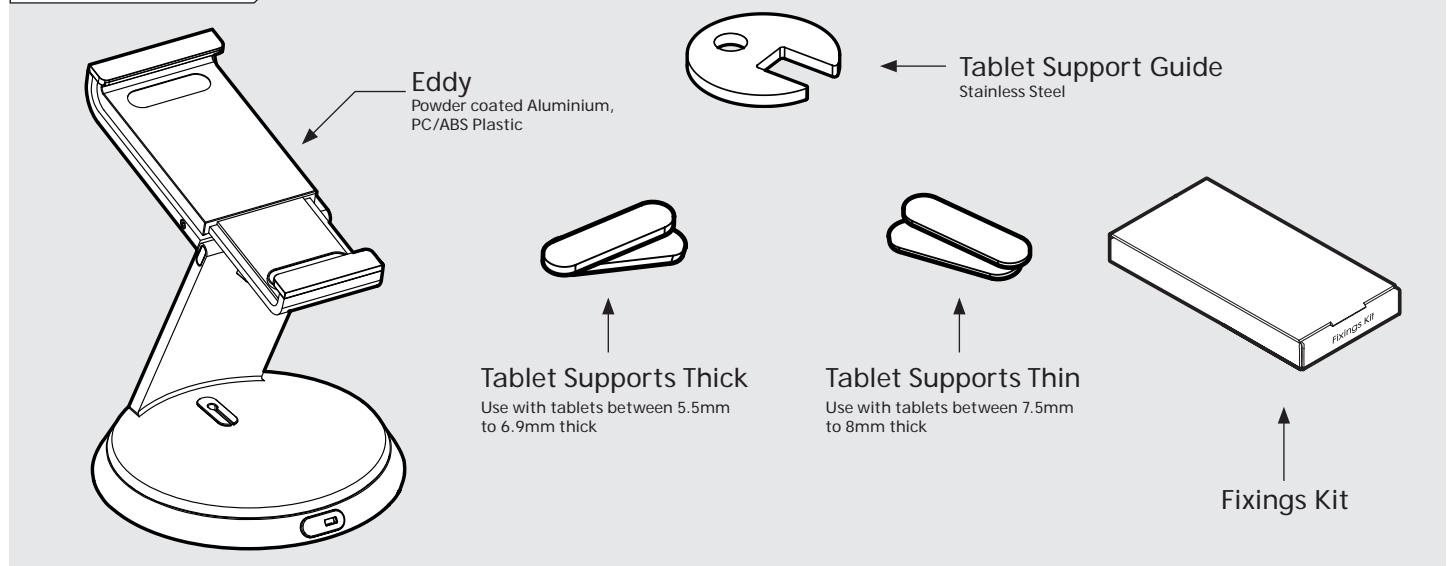 Eddy
Powder coated Aluminium,
PC/ABS Plastic
Tablet Support Guide
Stainless Steel
Tablet Supports Thick
Use with tablets between 5.5mm
to 6.9mm thick
Tablet Supports Thin
Use with tablets between 7.5mm
to 8mm thick
Fixings Kit
Fixings Kit